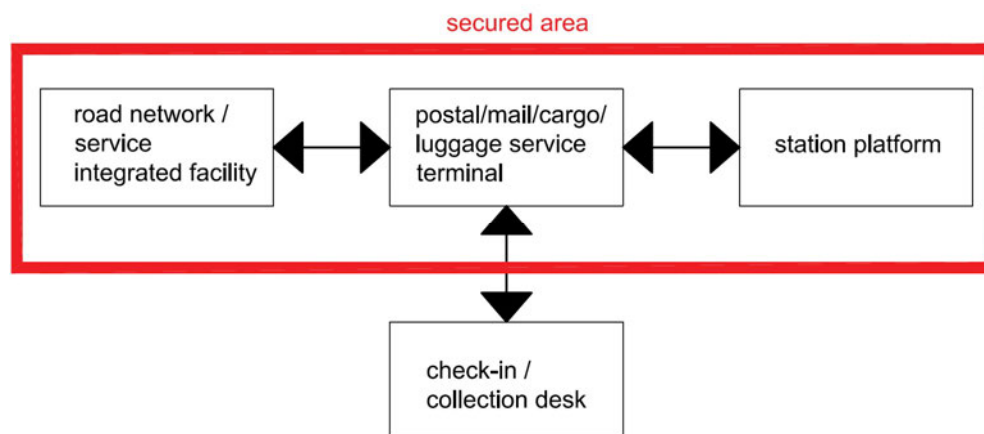 secured area
road network /
service
integrated facility
postal/mail/cargo/
luggage service
terminal
station platform
check-in /
collection desk